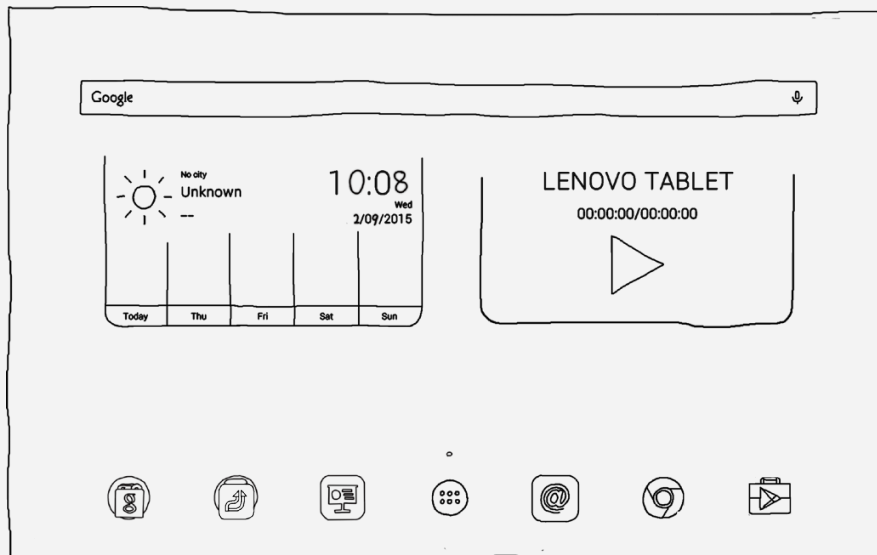 Google
No city
Unknown
--
10:08
Wed
2/09/2015
Today Thu Fri Sat Sun
LENOVO TABLET
00:00:00/00:00:00
g
@